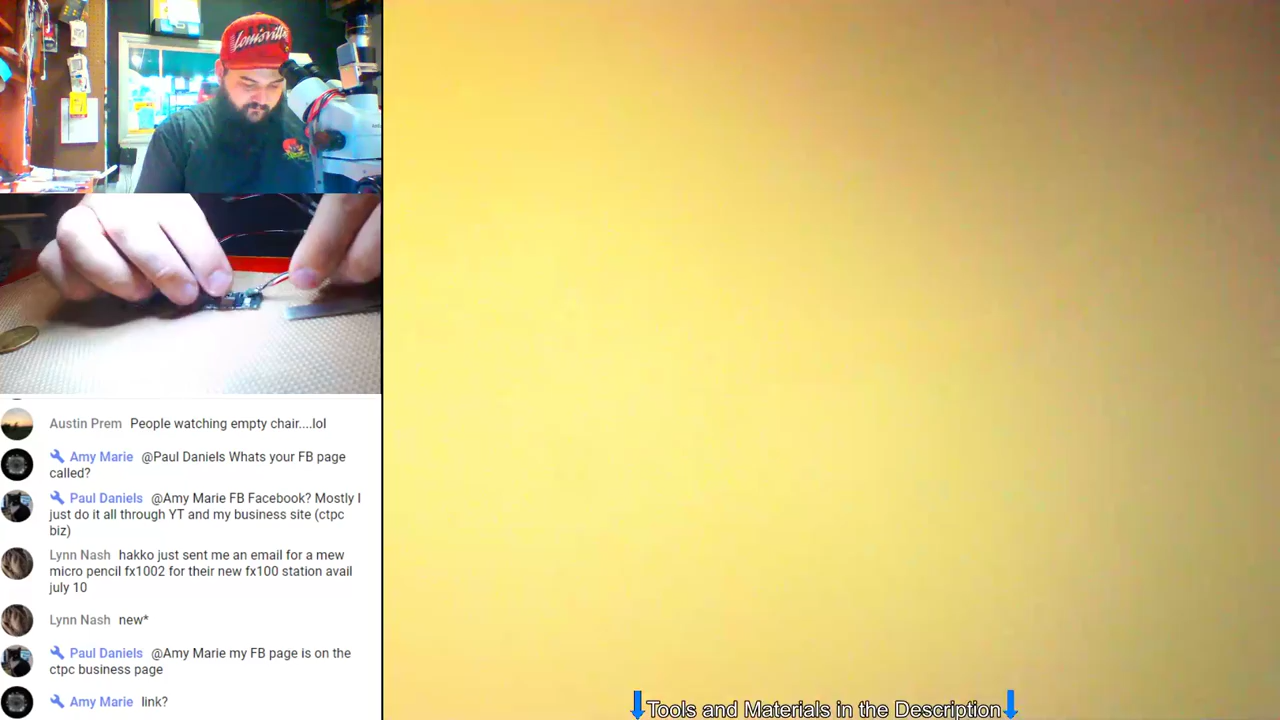 Louisville
Austin Prem People watching empty chair....lol
Amy Marie @Paul Daniels Whats your FB page
called?
Paul Daniels @Amy Marie FB Facebook? Mostly I
just do it all through YT and my business site (ctpc
biz)
Lynn Nash hakko just sent me an email for a mew
micro pencil fx1002 for their new fx100 station avail
july 10
Lynn Nash new*
Paul Daniels @Amy Marie my FB page is on the
ctpc business page
Amy Marie link?
Tools and Materials in the Description